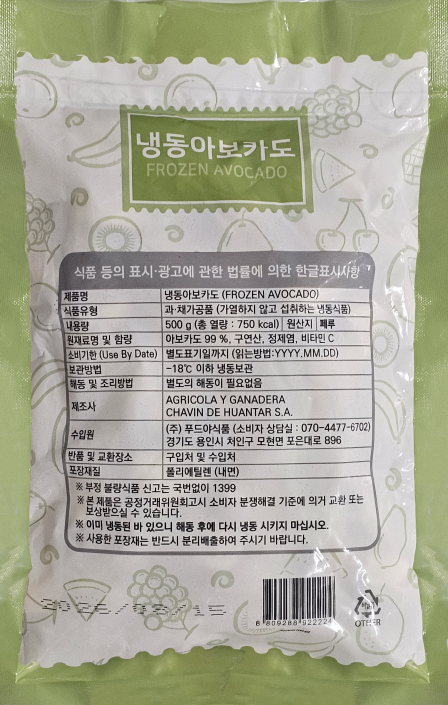 냉동아보카도
FROZEN AVOCADO
식품 등의 표시·광고에 관한 법률에 의한 한글표시사항
제품명 냉동아보카도 (FROZEN AVOCADO)
식품유형 과·채가공품 (가열하지 않고 섭취하는 냉동식품)
내용량 500 g (총 열량 : 750 kcal) 원산지 페루
원재료명 및 함량 아보카도 99 %, 구연산, 정제염, 비타민 C
소비기한 (Use By Date) 별도표기일까지 (읽는방법:YYYY.MM.DD)
보관방법 -18℃ 이하 냉동보관
해동 및 조리방법 별도의 해동이 필요없음
제조사 AGRICOLA Y GANADERA
CHAVIN DE HUANTAR S.A.
수입원 (주) 푸드야식품 (소비자 상담실 : 070-4477-6702)
경기도 용인시 처인구 모현면 포은대로 896
반품 및 교환장소 구입처 및 수입처
포장재질 폴리에틸렌 (내면)
※ 부정 불량식품 신고는 국번없이 1399
※ 본 제품은 공정거래위원회고시 소비자 분쟁해결 기준에 의거 교환 또는
보상받으실 수 있습니다.
※ 이미 냉동된 바 있으니 해동 후에 다시 냉동 시키지 마십시오.
※ 사용한 포장재는 반드시 분리배출하여 주시기 바랍니다.
8 809288 922224
OTHER